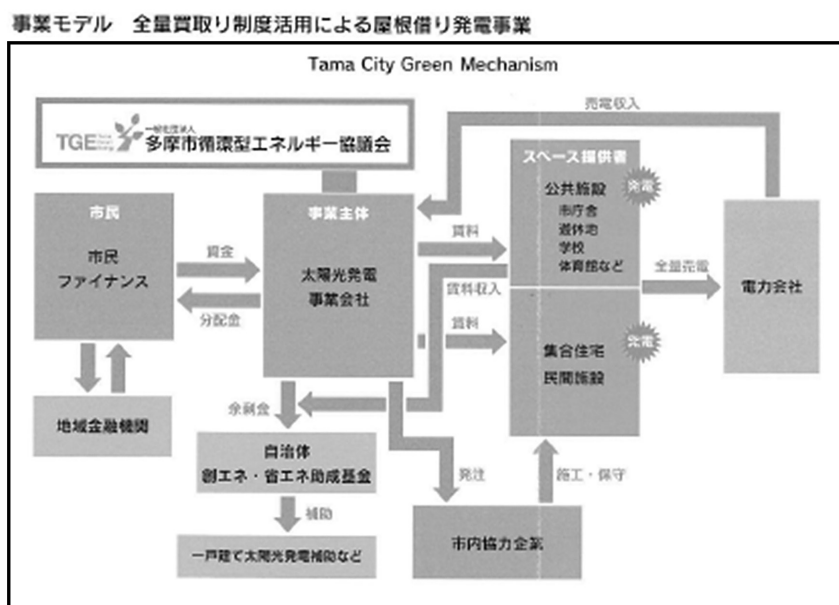 事業モデル 全量買取り制度活用による屋根借り発電事業
Tama City Green Mechanism
売電収入
TGE
一般社団法人
多摩市循環型エネルギー協議会
スペース提供者
公共施設
発電
市庁舎
遊休地
学校
体育館など
市民
市民
ファイナンス
事業主体
太陽光発電
事業会社
資金
分配金
賃料
賃料収入
賃料
全量売電
電力会社
集合住宅
民間施設
発電
地域金融機関
余剰金
自治体
創エネ・省エネ助成基金
発注
施工・保守
補助
市内協力企業
一戸建て太陽光発電補助など